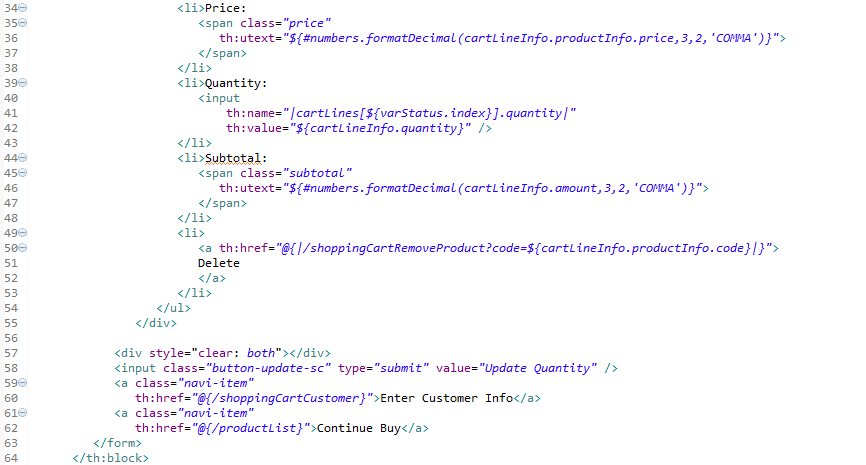 34 <li>Price:
35 <span class="price"
36 th:utext="${#numbers.formatDecimal(cartLineInfo.productInfo.price,3,2,'COMMA')}">
37 </span>
38 </li>
39 <li>Quantity:
40 <input
41 th:name="|cartLines[${varStatus.index}].quantity|"
42 th:value="${cartLineInfo.quantity}" />
43 </li>
44 <li>Subtotal:
45 <span class="subtotal"
46 th:utext="${#numbers.formatDecimal(cartLineInfo.amount,3,2,'COMMA')}">
47 </span>
48 </li>
49 <li>
50 <a th:href="@{|/shoppingCartRemoveProduct?code=${cartLineInfo.productInfo.code}|}">
51 Delete
52 </a>
53 </li>
54 </ul>
55 </div>
56
57 <div style="clear: both"></div>
58 <input class="button-update-sc" type="submit" value="Update Quantity" />
59 <a class="navi-item"
60 th:href="@{/shoppingCartCustomer}">Enter Customer Info</a>
61 <a class="navi-item"
62 th:href="@{/productList}">Continue Buy</a>
63 </form>
64 </th:block>